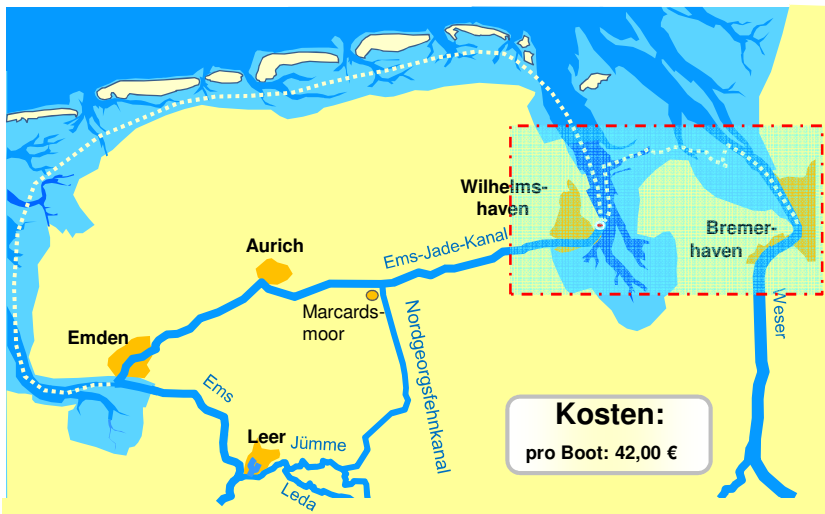 Wilhelms-
haven
Bremer-
haven
Aurich
Ems-Jade-Kanal
Marcards-
moor
Nordgeorgsfehnkanal
Weser
Emden
Ems
Leer
Jümme
Leda
Kosten:
pro Boot: 42,00 €